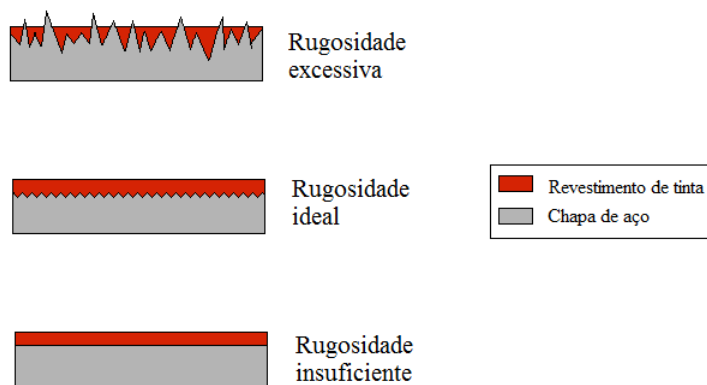 Rugosidade
excessiva
Rugosidade
ideal
Revestimento de tinta
Chapa de aço
Rugosidade
insuficiente